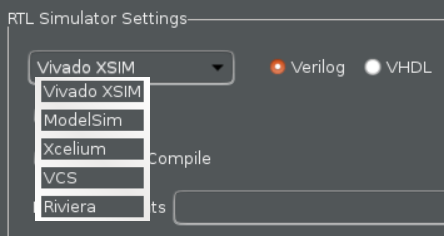 RTL Simulator Settings
Vivado XSIM Verilog VHDL
Vivado XSIM
ModelSim
Xcelium Compile
VCS
Riviera ts